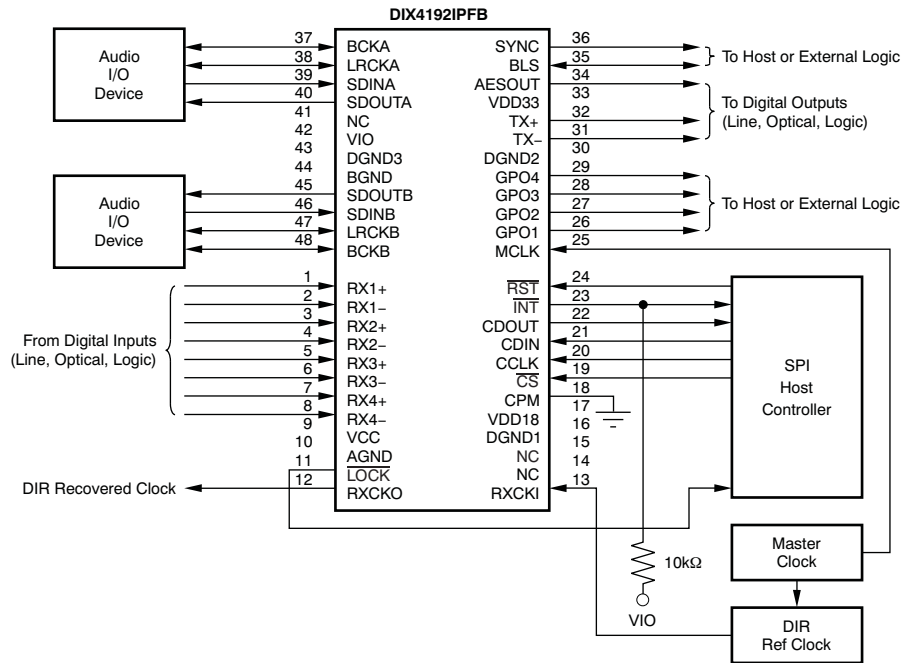 DIX4192IPFB
Audio
I/O
Device
37
38
39
40
41
42
43
44
45
46
47
48
BCKA
LRCKA
SDINA
SDOUTA
NC
VIO
DGND3
BGND
SDOUTB
SDINB
LRCKB
BCKB
Audio
I/O
Device
From Digital Inputs
(Line, Optical, Logic)
1
2
3
4
5
6
7
8
9
10
11
12
RX1+
RX1−
RX2+
RX2−
RX3+
RX3−
RX4+
RX4−
VCC
AGND
LOCK
RXCKO
DIR Recovered Clock
SYNC
BLS
AESOUT
VDD33
TX+
TX−
DGND2
GPO4
GPO3
GPO2
GPO1
MCLK
36
35
34
33
32
31
30
29
28
27
26
25
To Host or External Logic
To Digital Outputs
(Line, Optical, Logic)
To Host or External Logic
RST
INT
CDOUT
CDIN
CCLK
CS
CPM
VDD18
DGND1
NC
NC
RXCKI
24
23
22
21
20
19
18
17
16
15
14
13
SPI
Host
Controller
10kΩ
VIO
Master
Clock
DIR
Ref Clock